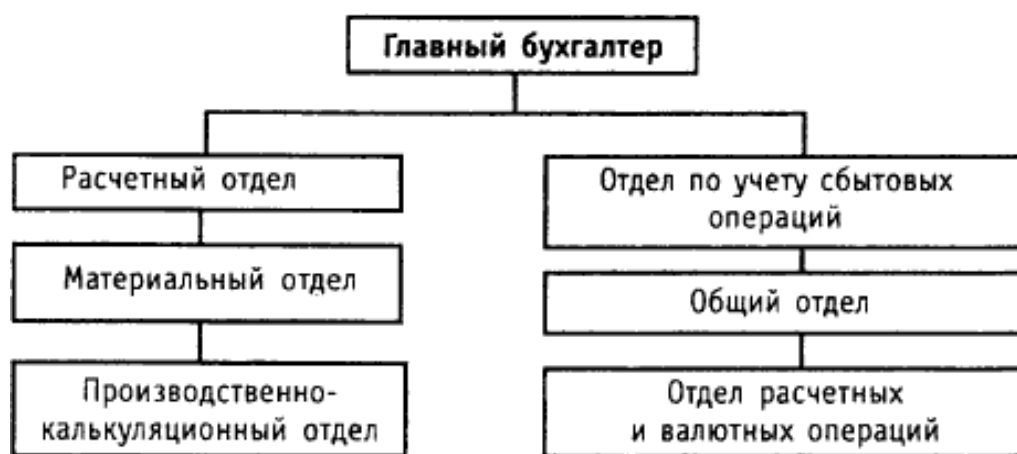 Главный бухгалтер
Расчетный отдел
Материальный отдел
Производственно-
калькуляционный отдел
Отдел по учету сбытовых
операций
Общий отдел
Отдел расчетных
и валютных операций